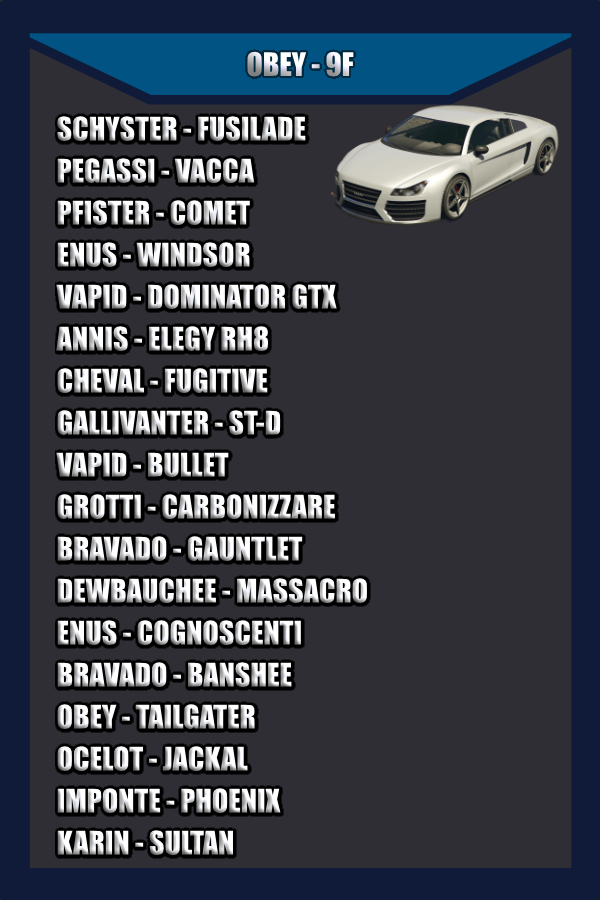 OBEY - 9F
SCHYSTER - FUSILADE
PEGASSI - VACCA
PFISTER - COMET
ENUS - WINDSOR
VAPID - DOMINATOR GTX
ANNIS - ELEGY RH8
CHEVAL - FUGITIVE
GALLIVANTER - ST-D
VAPID - BULLET
GROTTI - CARBONIZZARE
BRAVADO - GAUNTLET
DEWBAUCHEE - MASSACRO
ENUS - COGNOSCENTI
BRAVADO - BANSHEE
OBEY - TAILGATER
OCELOT - JACKAL
IMPONTE - PHOENIX
KARIN - SULTAN